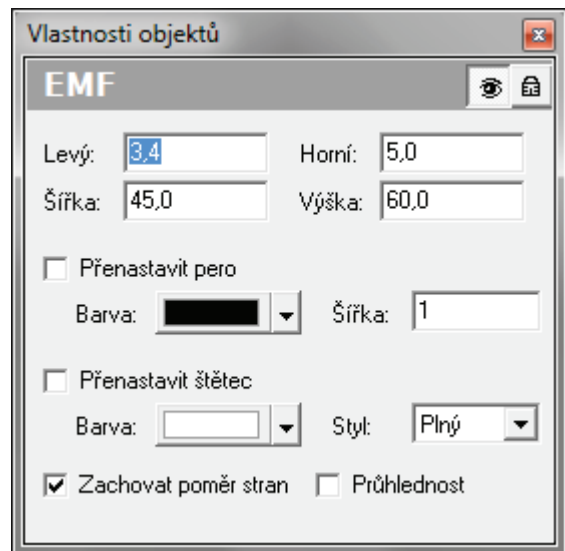 Vlastnosti objektů
EMF
Levý: 3,4 Horní: 5,0
Šířka: 45,0 Výška: 60,0
Přenastavit pero
Barva: Šířka: 1
Přenastavit štětec
Barva: Styl: Plný
Zachovat poměr stran Průhlednost